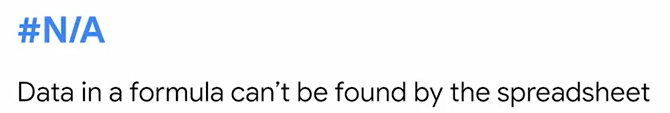 #N/A
Data in a formula can’t be found by the spreadsheet